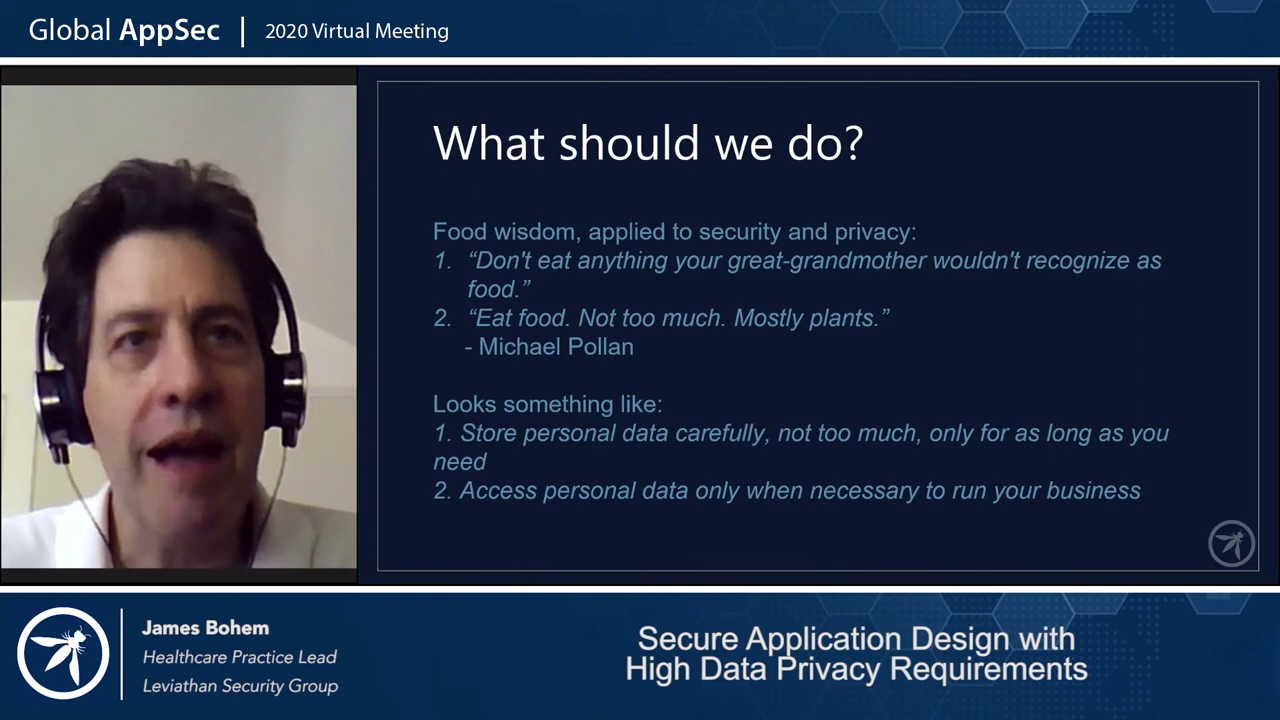 Global AppSec | 2020 Virtual Meeting
What should we do?
Food wisdom, applied to security and privacy:
1. “Don't eat anything your great-grandmother wouldn't recognize as
food.”
2. “Eat food. Not too much. Mostly plants.”
- Michael Pollan
Looks something like:
1. Store personal data carefully, not too much, only for as long as you
need
2. Access personal data only when necessary to run your business
James Bohem
Healthcare Practice Lead
Leviathan Security Group
Secure Application Design with
High Data Privacy Requirements